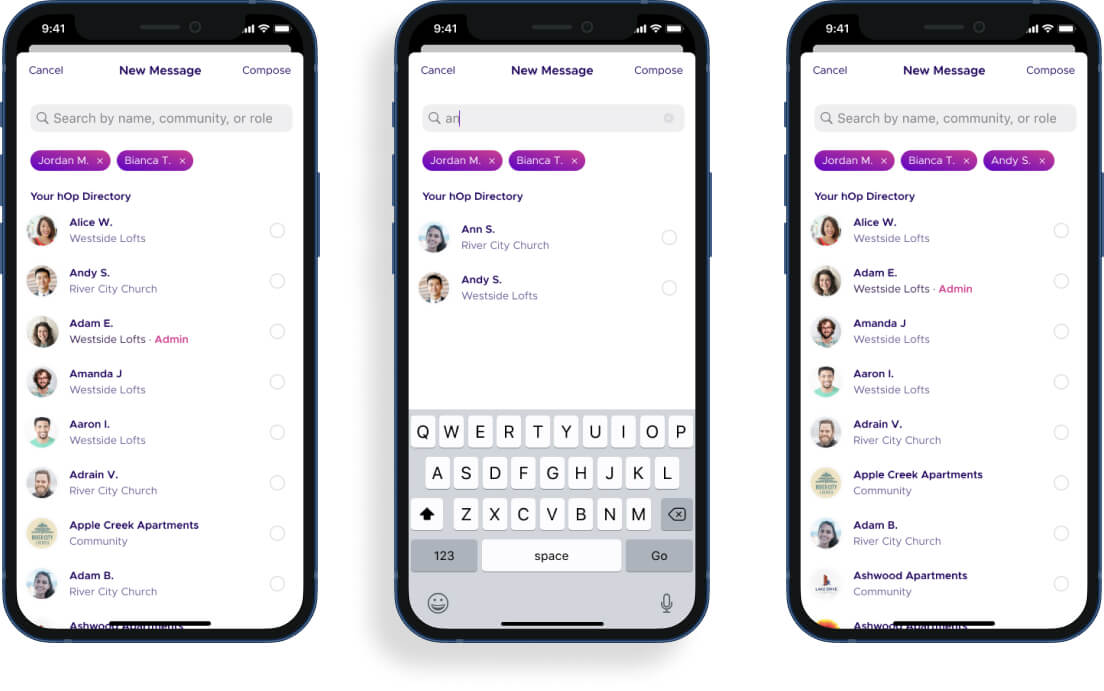 9:41
Cancel New Message Compose
Search by name, community, or role
Jordan M. × Bianca T. ×
Your hOp Directory
Alice W.
Westside Lofts
Andy S.
River City Church
Adam E.
Westside Lofts · Admin
Amanda J
Westside Lofts
Aaron I.
Westside Lofts
Adrain V.
River City Church
Apple Creek Apartments
Community
Adam B.
River City Church
Ashwood Apartments
9:41
Cancel New Message Compose
an
Jordan M. × Bianca T. ×
Your hOp Directory
Ann S.
River City Church
Andy S.
Westside Lofts
Q W E R T Y U I O P
A S D F G H J K L
Z X C V B N M
123 space Go
9:41
Cancel New Message Compose
Search by name, community, or role
Jordan M. × Bianca T. × Andy S. ×
Your hOp Directory
Alice W.
Westside Lofts
Adam E.
Westside Lofts · Admin
Amanda J
Westside Lofts
Aaron I.
Westside Lofts
Adrain V.
River City Church
Apple Creek Apartments
Community
Adam B.
River City Church
Ashwood Apartments
Community
Ashwood Apartments